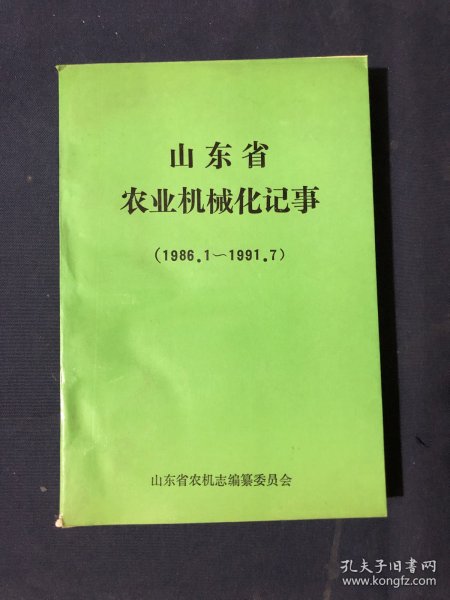 山东省
农业机械化记事
(1986.1～1991.7)
山东省农机志编纂委员会
孔夫子旧书网
www.kongfz.com